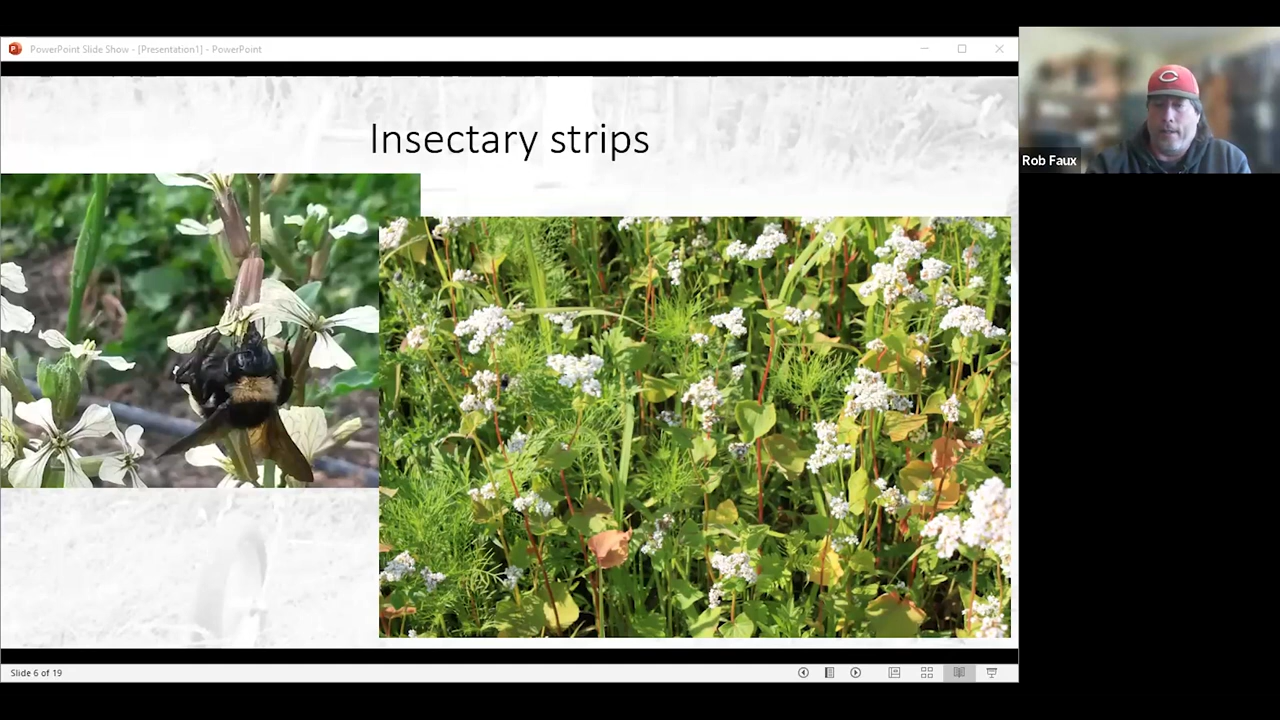 PowerPoint Slide Show - [Presentation1] - PowerPoint
Insectary strips
Rob Faux
Slide 6 of 19